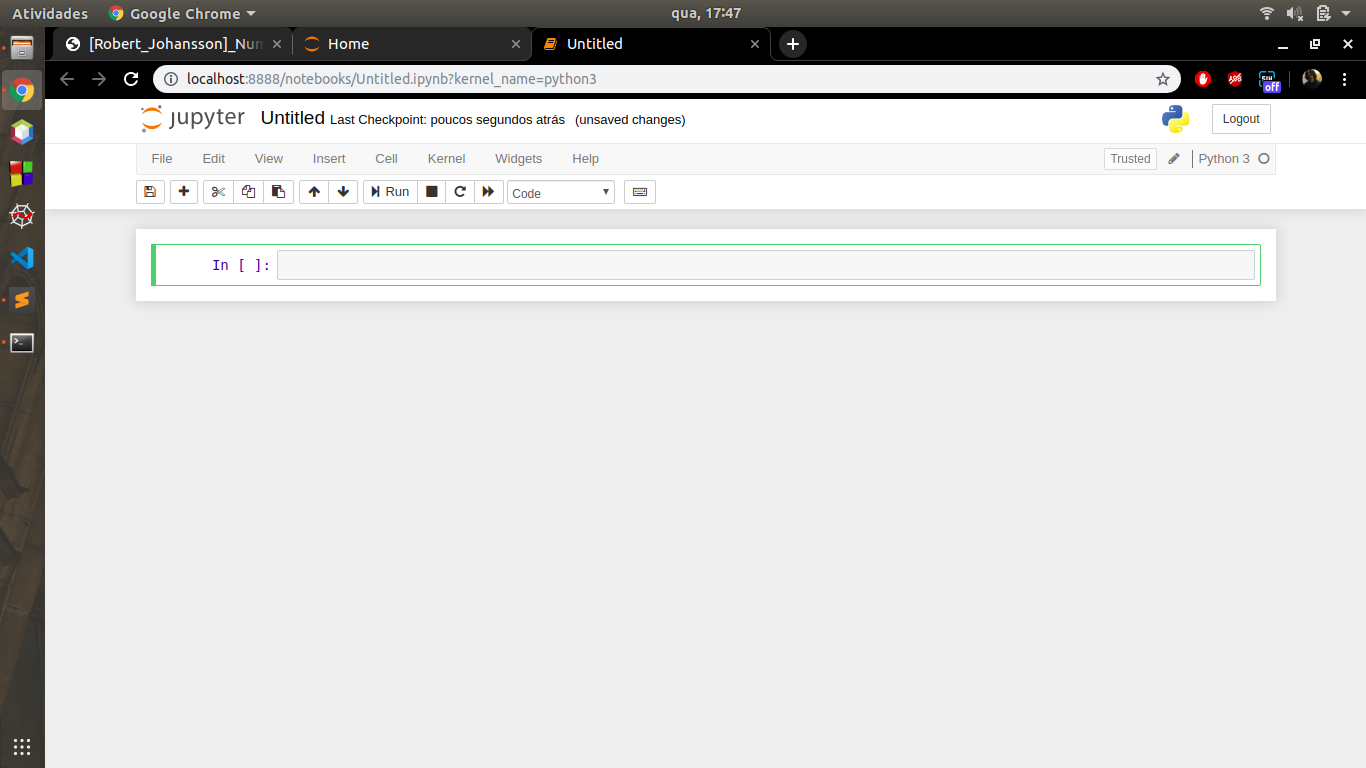 Atividades Google Chrome qua, 17:47
[Robert_Johansson]_Num Home Untitled
localhost:8888/notebooks/Untitled.ipynb?kernel_name=python3 ABP off
jupyter Untitled Last Checkpoint: poucos segundos atrás (unsaved changes) Logout
File Edit View Insert Cell Kernel Widgets Help Trusted Python 3
Run Code
In [ ]: